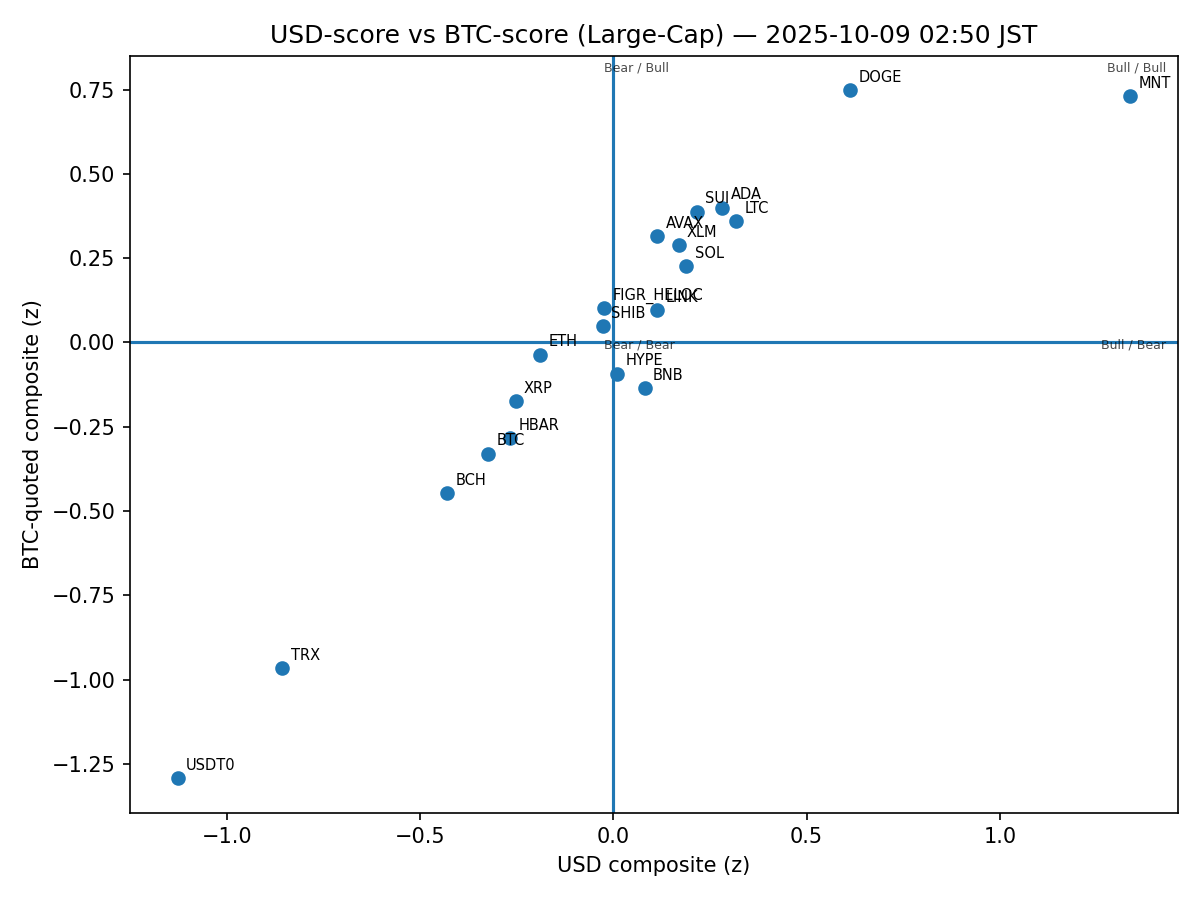 USD-score vs BTC-score (Large-Cap) — 2025-10-09 02:50 JST
Bear / Bull
Bull / Bull
DOGE
MNT
SUI
ADA
LTC
AVAX
XLM
SOL
FIGR_HELOC
LINK
SHIB
ETH
Bear / Bear
Bull / Bear
HYPE
BNB
XRP
HBAR
BTC
BCH
TRX
USDT0
0.75
0.50
0.25
0.00
−0.25
−0.50
−0.75
−1.00
−1.25
BTC-quoted composite (z)
−1.0
−0.5
0.0
0.5
1.0
USD composite (z)